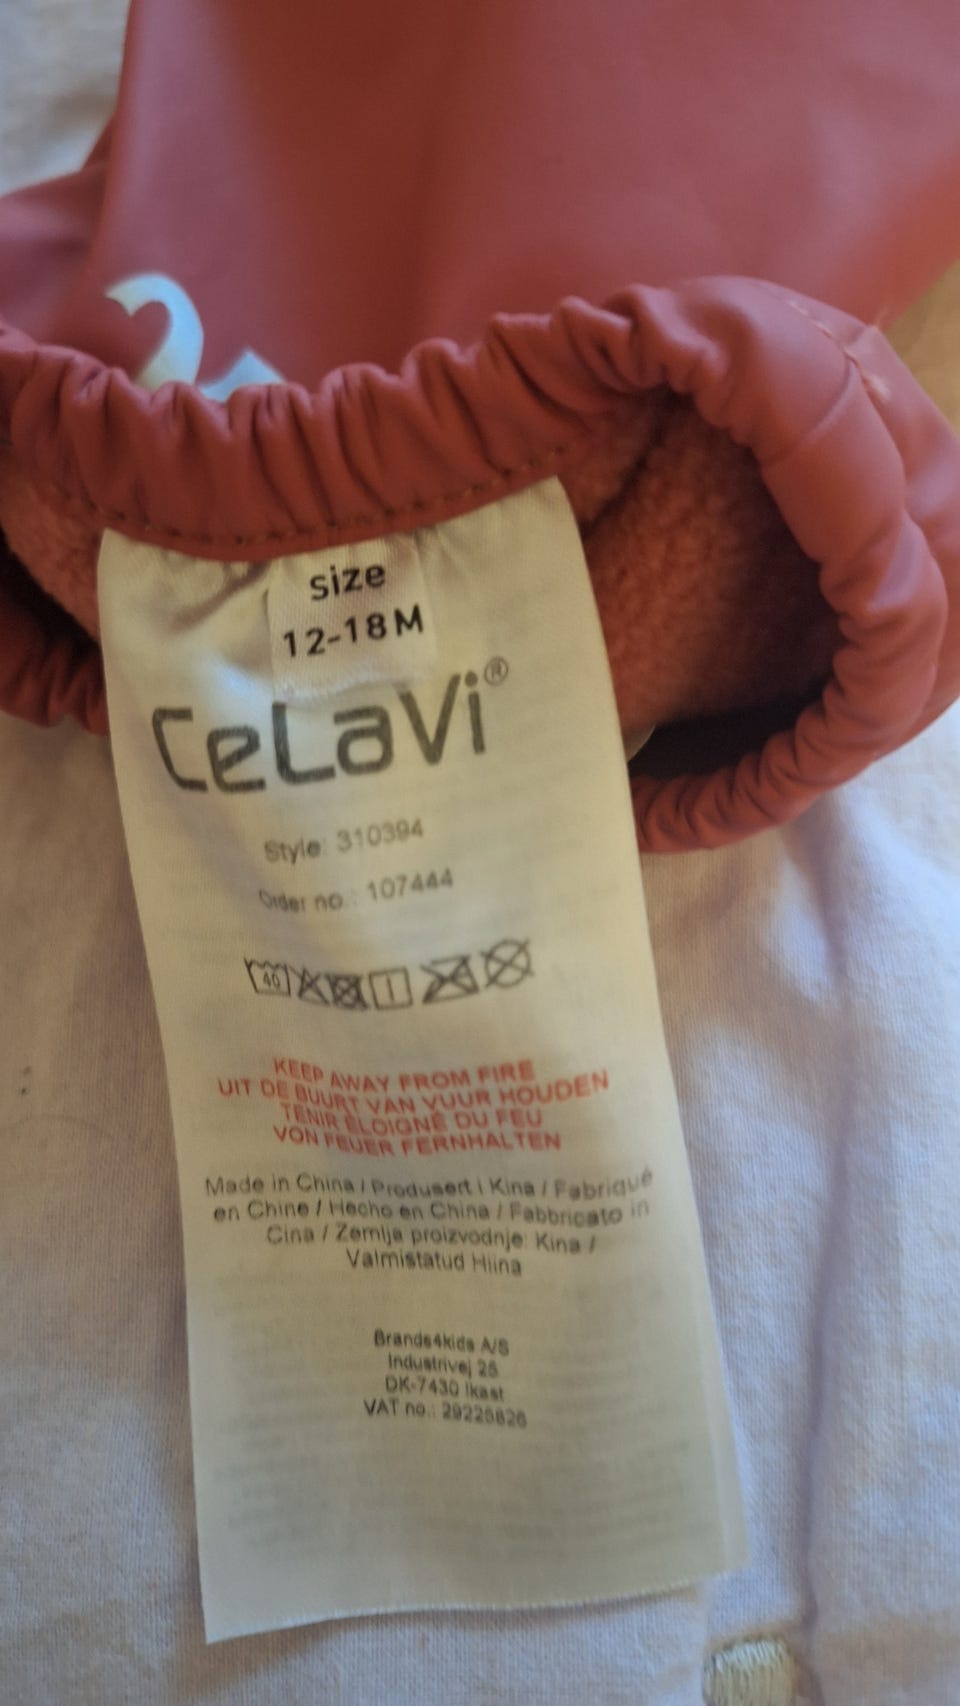 size
12-18M
CeLaVi®
Style: 310394
Order no.: 107444
40
KEEP AWAY FROM FIRE
UIT DE BUURT VAN VUUR HOUDEN
TENIR ÉLOIGNÉ DU FEU
VON FEUER FERNHALTEN
Made in China / Produsert i Kina / Fabriqué
en Chine / Hecho en China / Fabbricato in
Cina / Zemlja proizvodnje: Kina /
Valmistatud Hiina
Brands4kids A/S
Industrivej 25
DK-7430 Ikast
VAT no.: 29225826